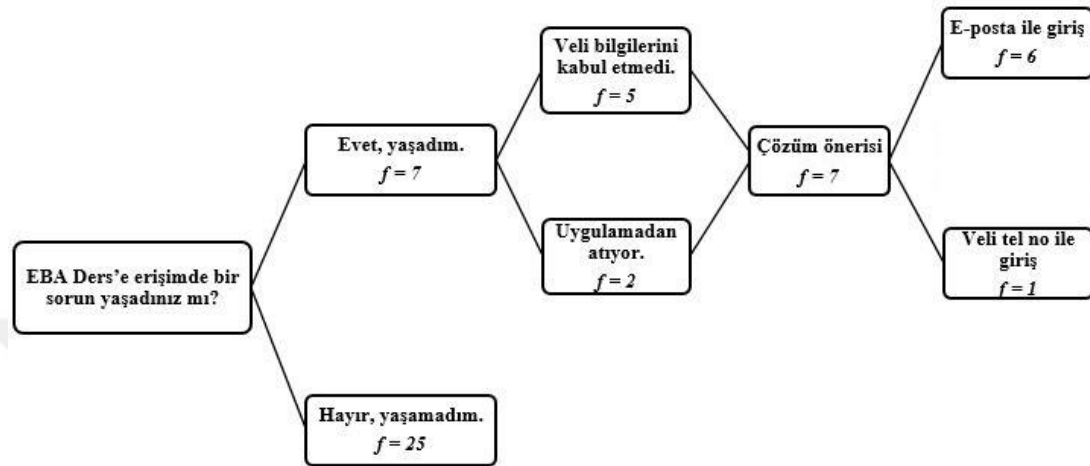 EBA Ders’e erişimde bir
sorun yaşadınız mı?
Evet, yaşadım.
f = 7
Hayır, yaşamadım.
f = 25
Veli bilgilerini
kabul etmedi.
f = 5
Uygulamadan
atıyor.
f = 2
Çözüm önerisi
f = 7
E-posta ile giriş
f = 6
Veli tel no ile
giriş
f = 1